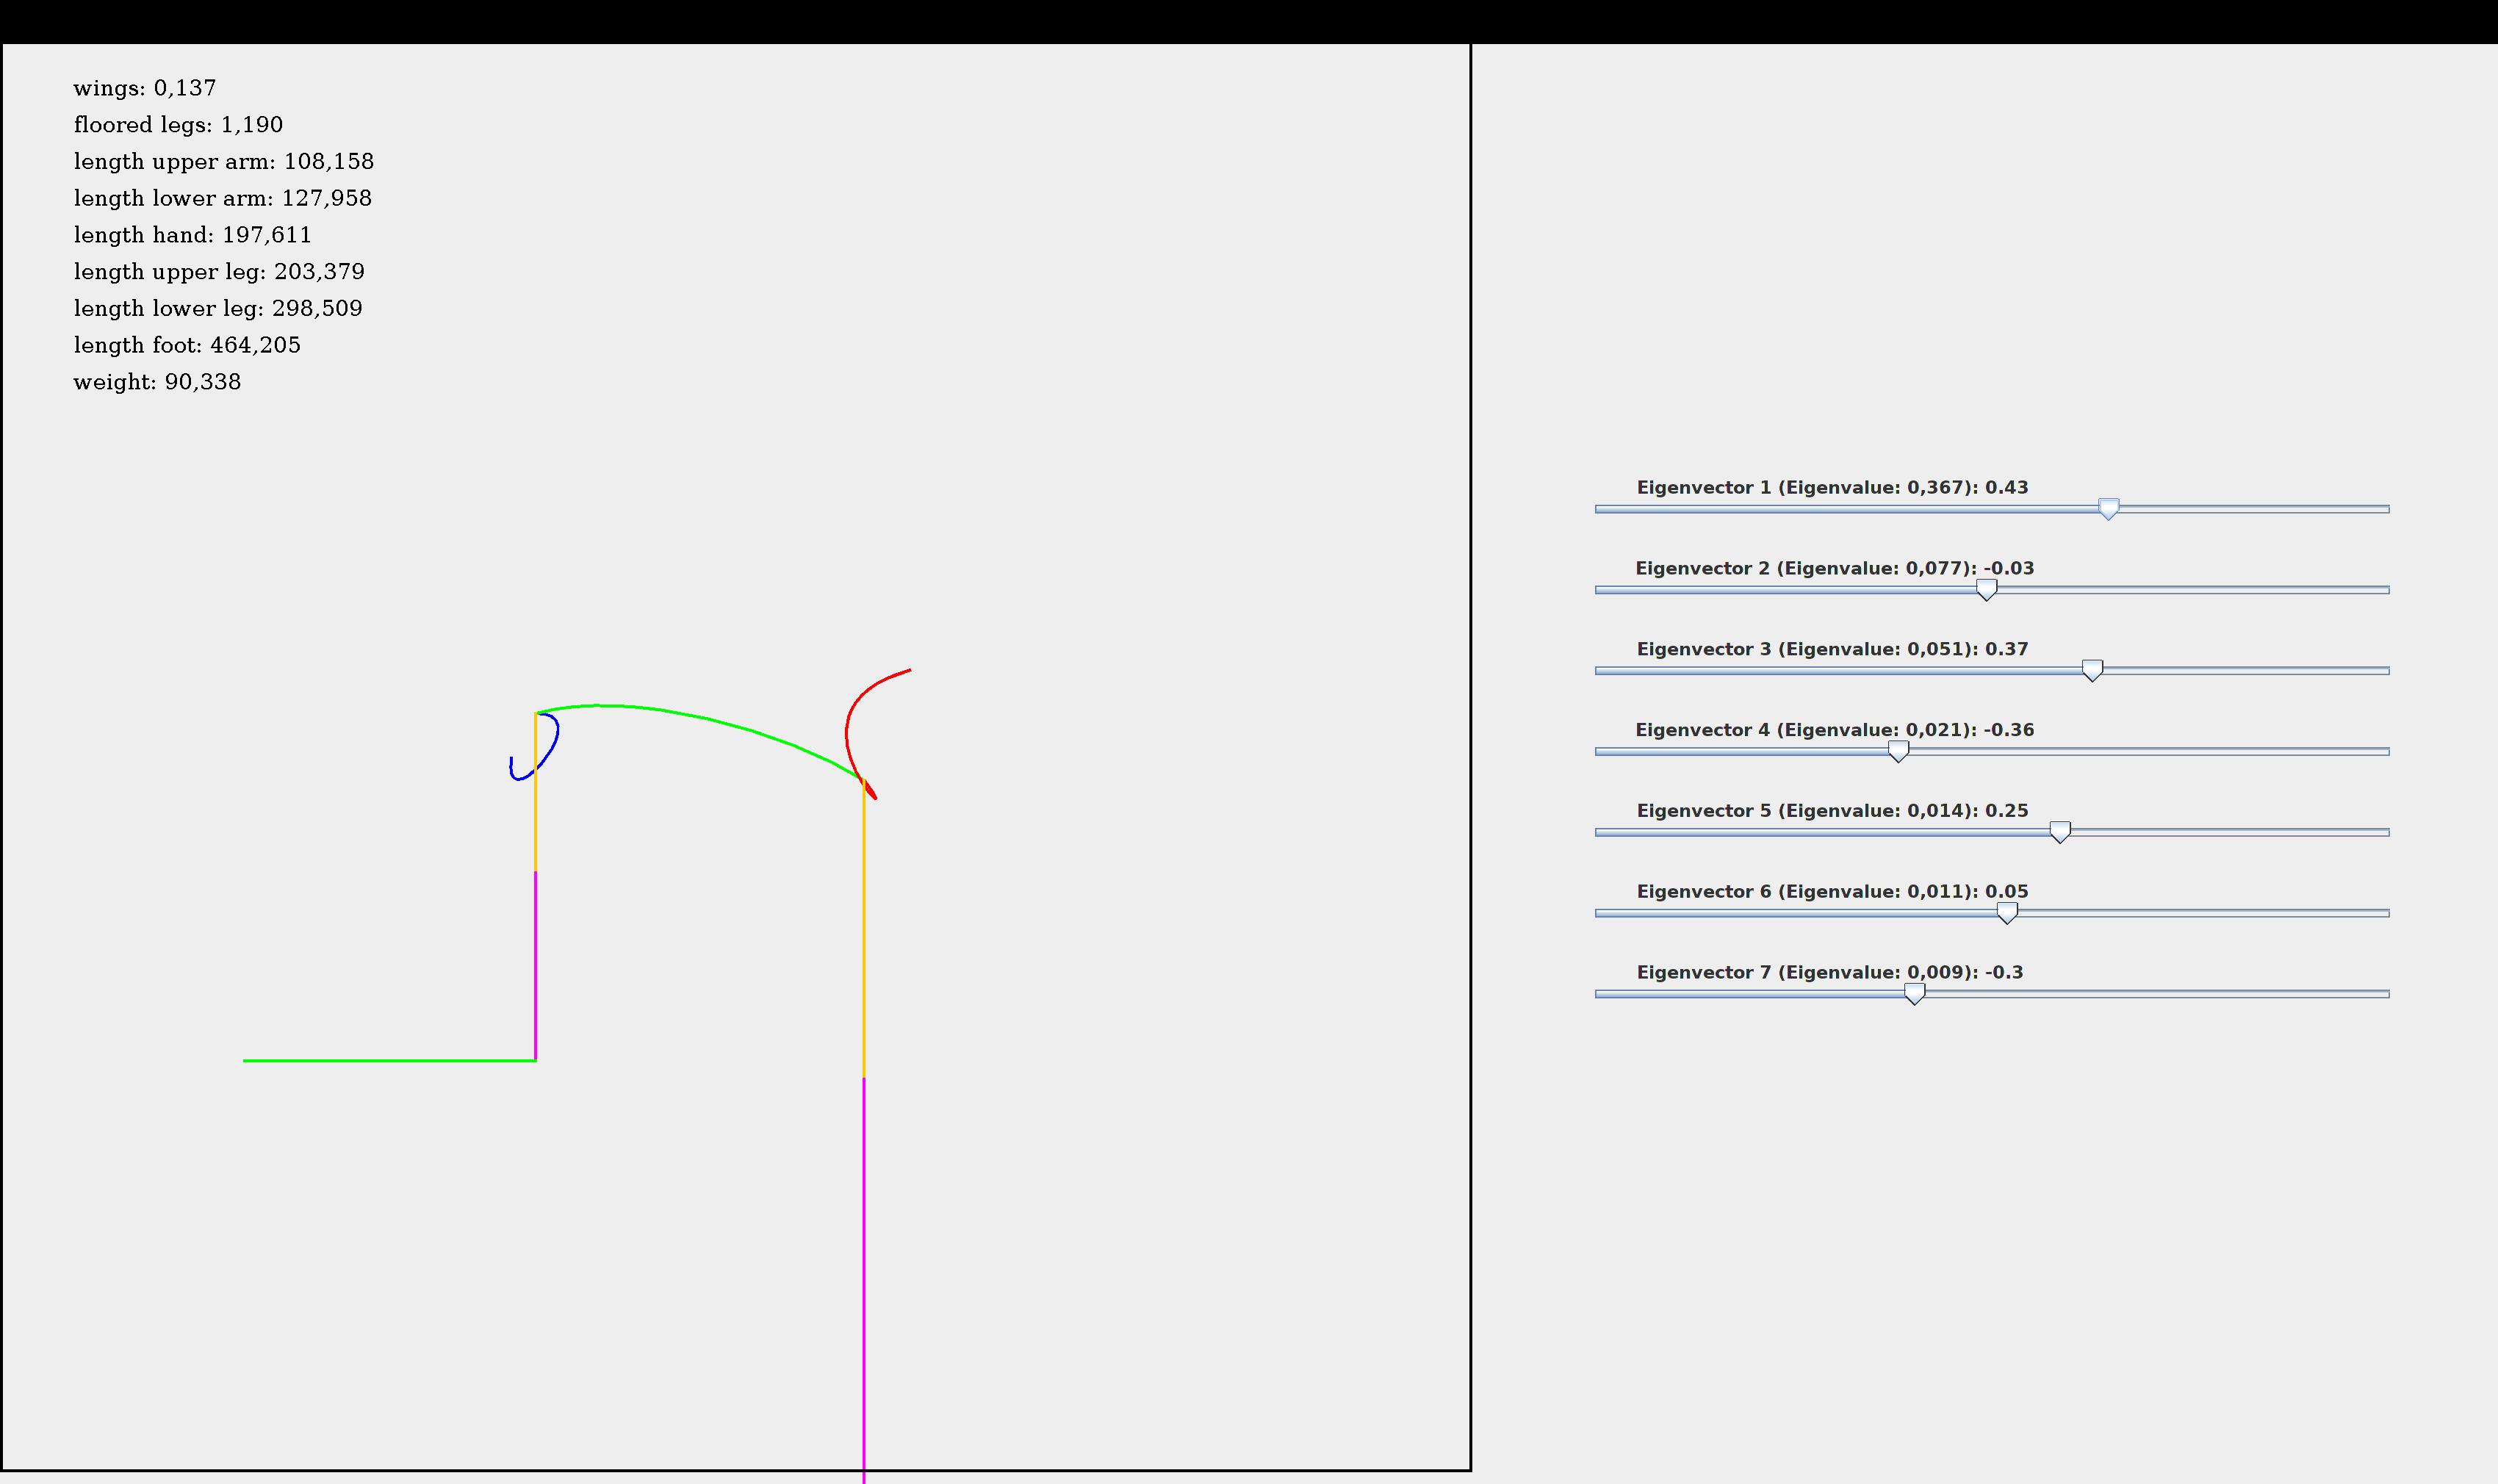 wings: 0,137
floored legs: 1,190
length upper arm: 108,158
length lower arm: 127,958
length hand: 197,611
length upper leg: 203,379
length lower leg: 298,509
length foot: 464,205
weight: 90,338
Eigenvector 1 (Eigenvalue: 0,367): 0.43
Eigenvector 2 (Eigenvalue: 0,077): -0.03
Eigenvector 3 (Eigenvalue: 0,051): 0.37
Eigenvector 4 (Eigenvalue: 0,021): -0.36
Eigenvector 5 (Eigenvalue: 0,014): 0.25
Eigenvector 6 (Eigenvalue: 0,011): 0.05
Eigenvector 7 (Eigenvalue: 0,009): -0.3